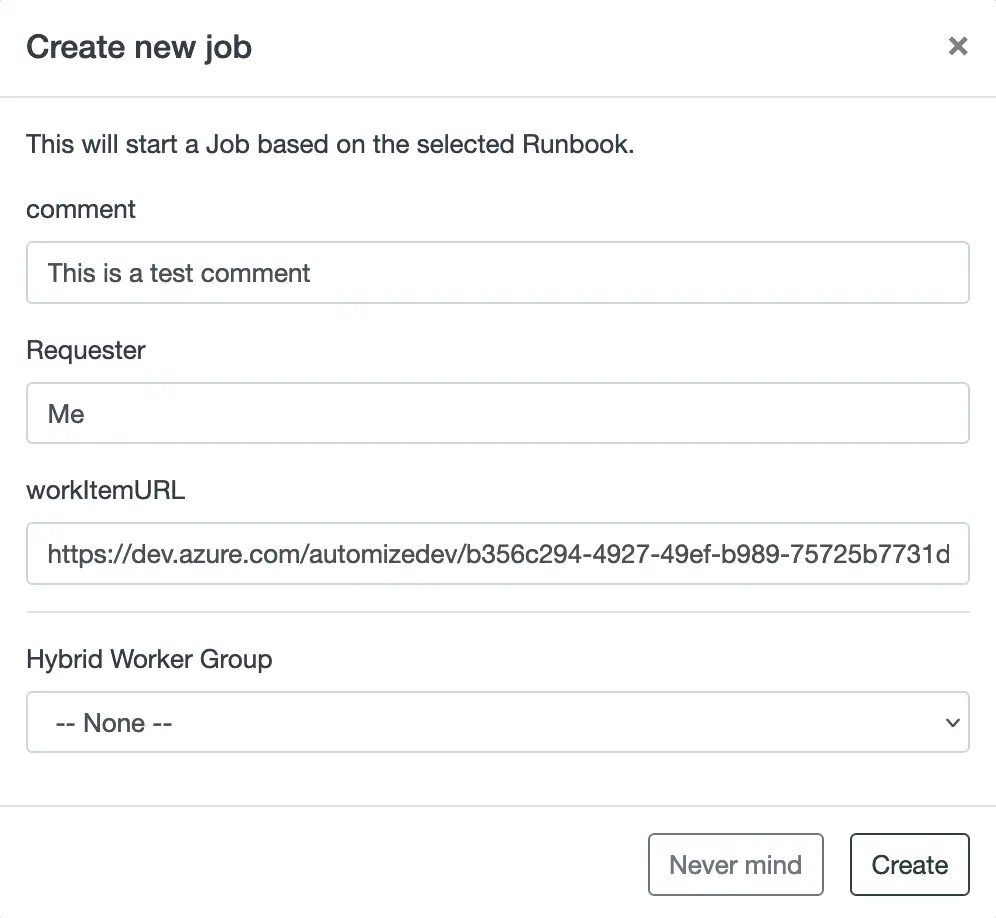 Create new job
This will start a Job based on the selected Runbook.
comment
This is a test comment
Requester
Me
workItemURL
https://dev.azure.com/automizedev/b356c294-4927-49ef-b989-75725b7731d
Hybrid Worker Group
-- None --
Never mind
Create